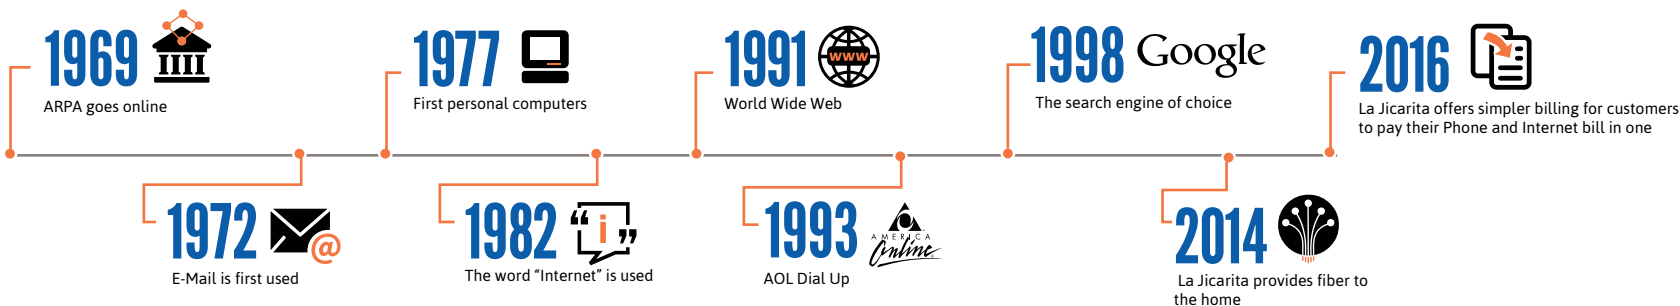 1969
ARPA goes online
1972
@
E-Mail is first used
1977
First personal computers
1982
“i”
The word “Internet” is used
1991
WWW
World Wide Web
1993
AMERICA
Online
AOL Dial Up
1998 Google
The search engine of choice
2014
La Jicarita provides fiber to
the home
2016
La Jicarita offers simpler billing for customers
to pay their Phone and Internet bill in one